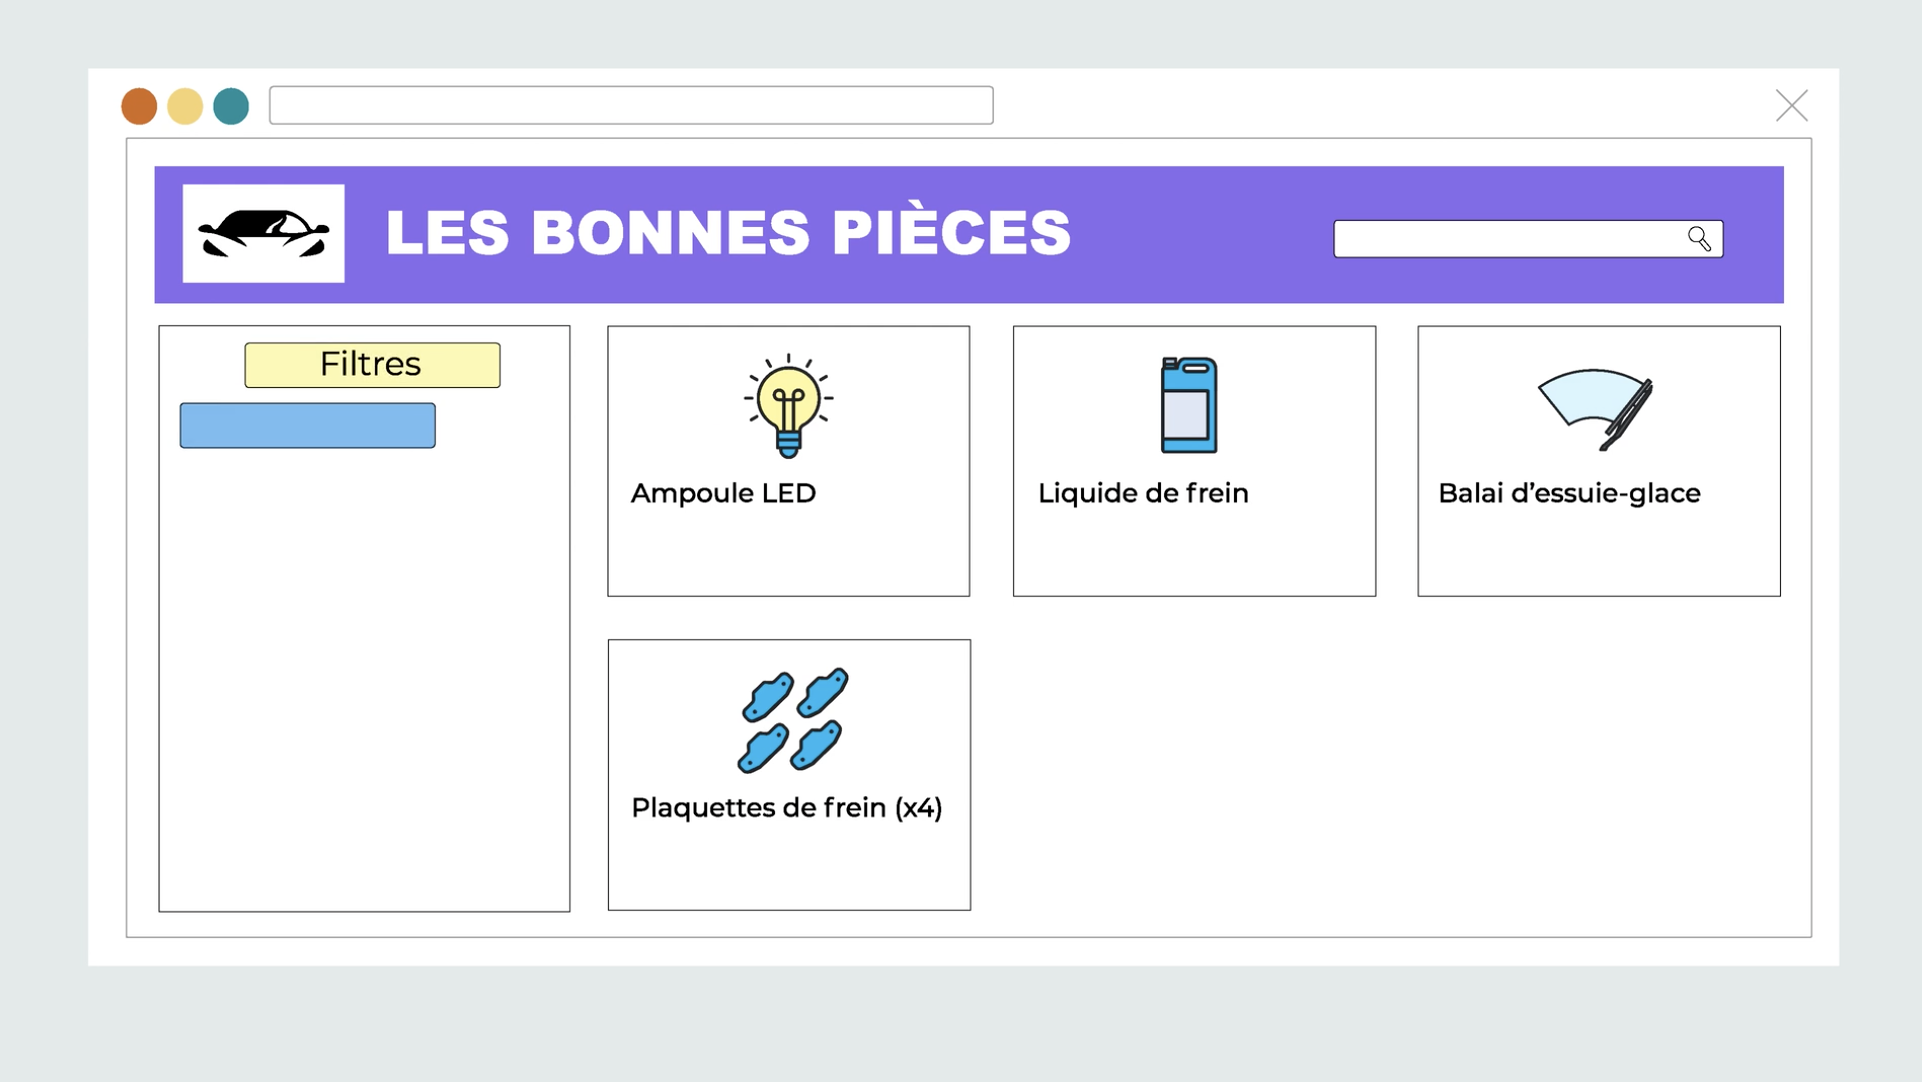 LES BONNES PIÈCES
Filtres
Ampoule LED
Liquide de frein
Balai d’essuie-glace
Plaquettes de frein (x4)